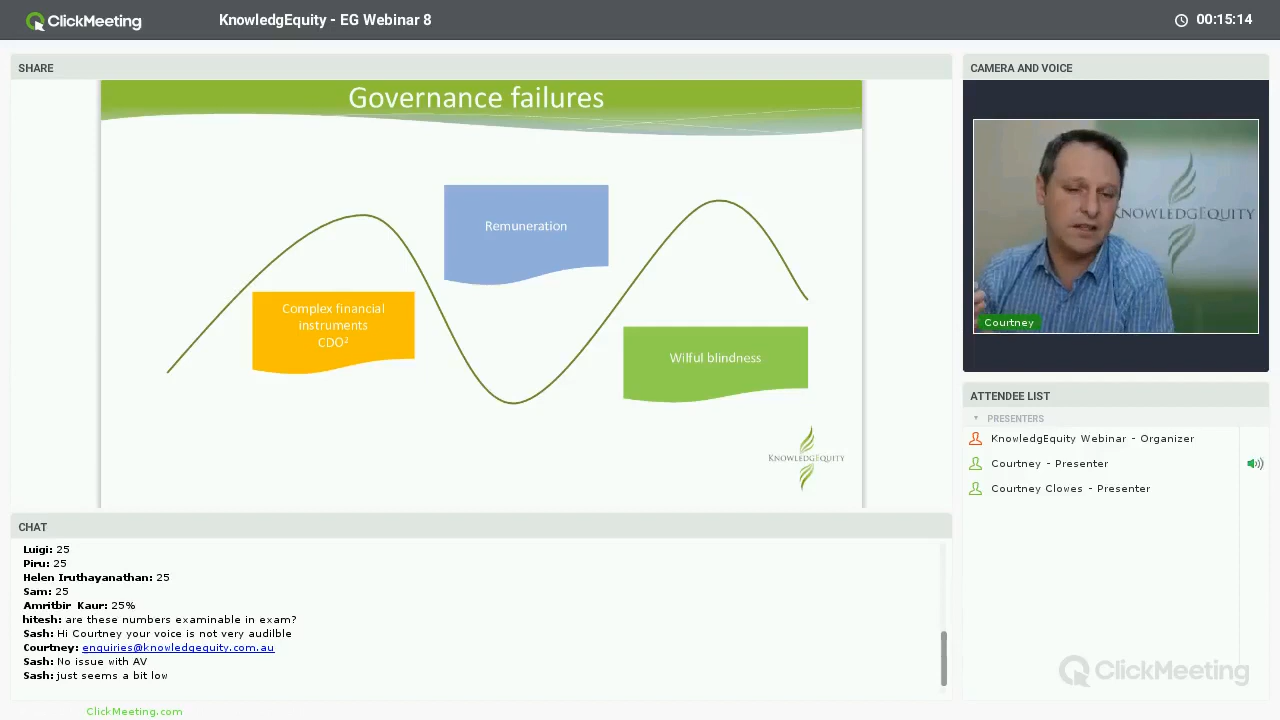 ClickMeeting
KnowledgEquity - EG Webinar 8
00:15:14
SHARE
Governance failures
Remuneration
Complex financial
instruments
CDO²
Wilful blindness
KNOWLEDGEQUITY
CAMERA AND VOICE
KNOWLEDGEQUITY
Courtney
ATTENDEE LIST
PRESENTERS
KnowledgEquity Webinar - Organizer
Courtney - Presenter
Courtney Clowes - Presenter
CHAT
Luigi: 25
Piru: 25
Helen Iruthayanathan: 25
Sam: 25
Amritbir Kaur: 25%
hitesh: are these numbers examinable in exam?
Sash: Hi Courtney your voice is not very audilble
Courtney: enquiries@knowledgequity.com.au
Sash: No issue with AV
Sash: just seems a bit low
ClickMeeting
ClickMeeting.com